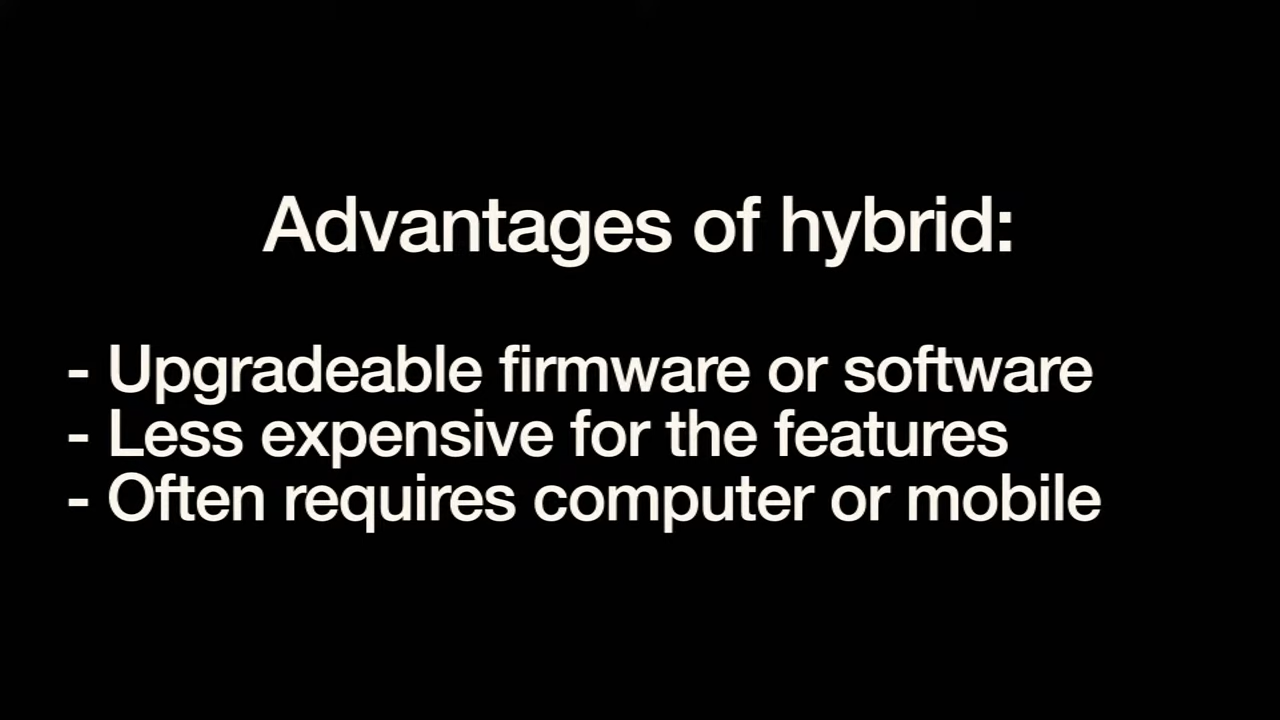 Advantages of hybrid:
- Upgradeable firmware or software
- Less expensive for the features
- Often requires computer or mobile